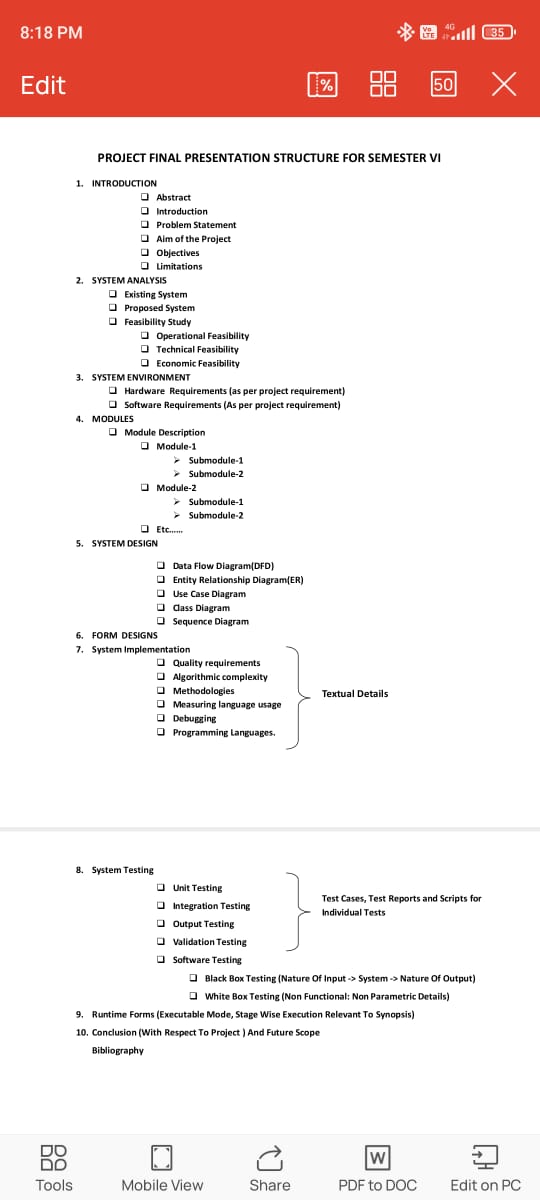 8:18 PM
Vo LTE 4G 35
Edit
% 50
PROJECT FINAL PRESENTATION STRUCTURE FOR SEMESTER VI
1. INTRODUCTION
❑ Abstract
❑ Introduction
❑ Problem Statement
❑ Aim of the Project
❑ Objectives
❑ Limitations
2. SYSTEM ANALYSIS
❑ Existing System
❑ Proposed System
❑ Feasibility Study
❑ Operational Feasibility
❑ Technical Feasibility
❑ Economic Feasibility
3. SYSTEM ENVIRONMENT
❑ Hardware Requirements (as per project requirement)
❑ Software Requirements (As per project requirement)
4. MODULES
❑ Module Description
❑ Module-1
➢ Submodule-1
➢ Submodule-2
❑ Module-2
➢ Submodule-1
➢ Submodule-2
❑ Etc......
5. SYSTEM DESIGN
❑ Data Flow Diagram(DFD)
❑ Entity Relationship Diagram(ER)
❑ Use Case Diagram
❑ Class Diagram
❑ Sequence Diagram
6. FORM DESIGNS
7. System Implementation
❑ Quality requirements
❑ Algorithmic complexity
❑ Methodologies
❑ Measuring language usage
❑ Debugging
❑ Programming Languages.
Textual Details
8. System Testing
❑ Unit Testing
❑ Integration Testing
❑ Output Testing
❑ Validation Testing
❑ Software Testing
Test Cases, Test Reports and Scripts for
Individual Tests
❑ Black Box Testing (Nature Of Input -> System -> Nature Of Output)
❑ White Box Testing (Non Functional: Non Parametric Details)
9. Runtime Forms (Executable Mode, Stage Wise Execution Relevant To Synopsis)
10. Conclusion (With Respect To Project ) And Future Scope
Bibliography
W
Tools Mobile View Share PDF to DOC Edit on PC